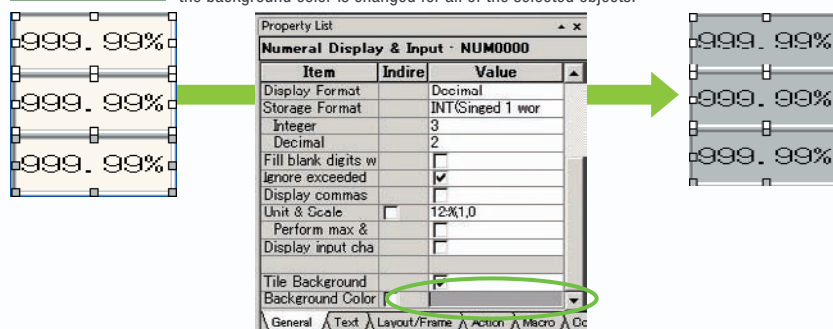 the background color is changed for all of the selected objects.
999. 99%
999. 99%
999. 99%
Property List
Numeral Display & Input - NUM0000
Item Indire Value
Display Format Decimal
Storage Format INT(Singed 1 wor
Integer 3
Decimal 2
Fill blank digits w
Ignore exceeded
Display commas
Unit & Scale 12:%,1,0
Perform max &
Display input cha
Tile Background
Background Color
General Text Layout/Frame Action Macro
999. 99%
999. 99%
999. 99%